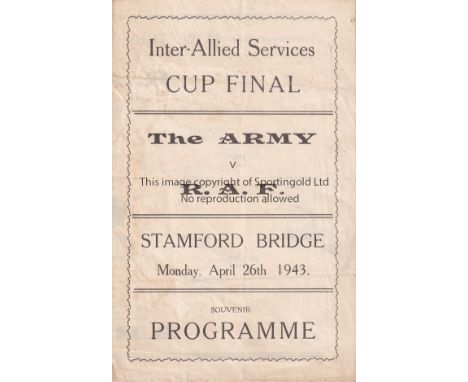 Inter-Allied Services
CUP FINAL
The ARMY
v
This image copyright of Sportingold Ltd
R. A. F.
No reproduction allowed
STAMFORD BRIDGE
Monday, April 26th 1943.
SOUVENIR
PROGRAMME